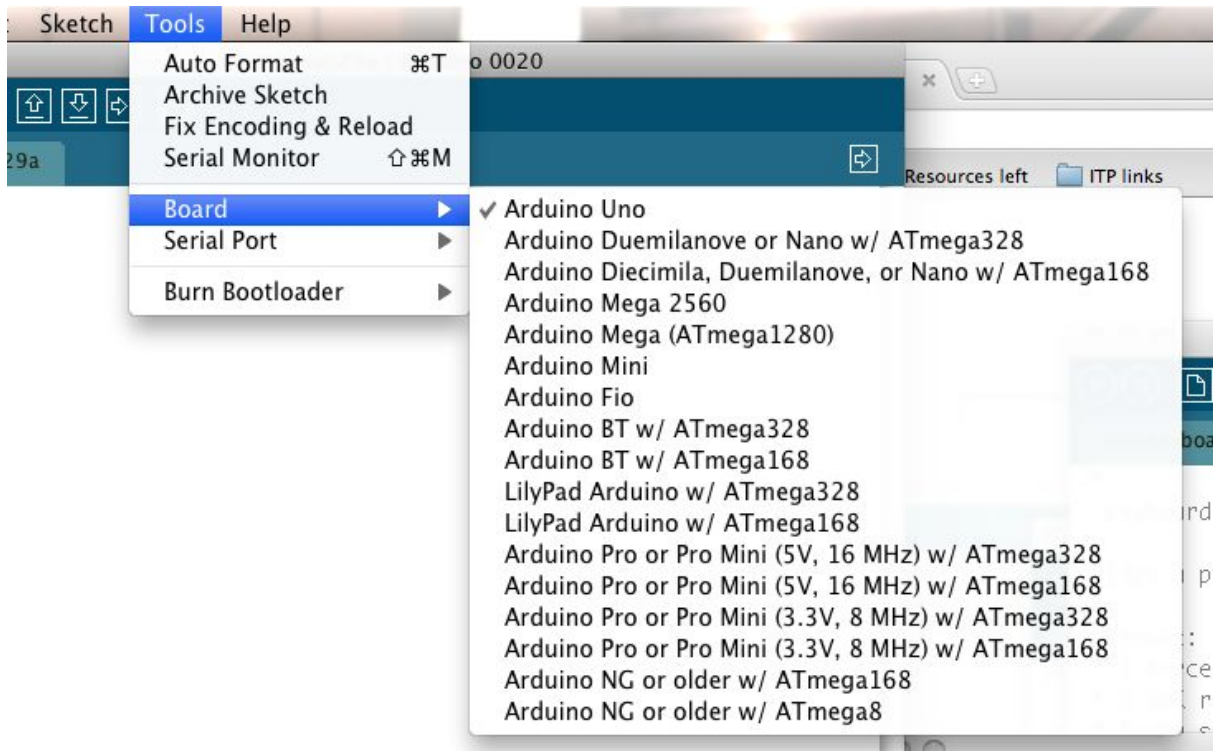 Sketch Tools Help
Auto Format ⌘T
o 0020
Archive Sketch
Fix Encoding & Reload
Serial Monitor ⇧⌘M
29a
Resources left ITP links
Board
Serial Port
Burn Bootloader
✓ Arduino Uno
Arduino Duemilanove or Nano w/ ATmega328
Arduino Diecimila, Duemilanove, or Nano w/ ATmega168
Arduino Mega 2560
Arduino Mega (ATmega1280)
Arduino Mini
Arduino Fio
Arduino BT w/ ATmega328
Arduino BT w/ ATmega168
LilyPad Arduino w/ ATmega328
LilyPad Arduino w/ ATmega168
Arduino Pro or Pro Mini (5V, 16 MHz) w/ ATmega328
Arduino Pro or Pro Mini (5V, 16 MHz) w/ ATmega168
Arduino Pro or Pro Mini (3.3V, 8 MHz) w/ ATmega328
Arduino Pro or Pro Mini (3.3V, 8 MHz) w/ ATmega168
Arduino NG or older w/ ATmega168
Arduino NG or older w/ ATmega8